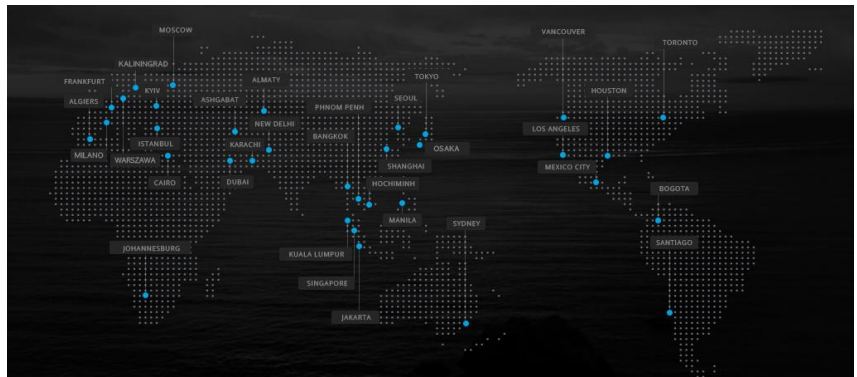 MOSCOW
VANCOUVER
TORONTO
KALININGRAD
FRANKFURT
KYIV
ALMATY
TOKYO
HOUSTON
ALGIERS
ASHGABAT
PHNOM PENH
SEOUL
NEW DELHI
LOS ANGELES
ISTANBUL
KARACHI
BANGKOK
OSAKA
MILANO
WARSZAWA
SHANGHAI
MEXICO CITY
CAIRO
DUBAI
HOCHIMINH
BOGOTA
MANILA
SYDNEY
JOHANNESBURG
SANTIAGO
KUALA LUMPUR
SINGAPORE
JAKARTA